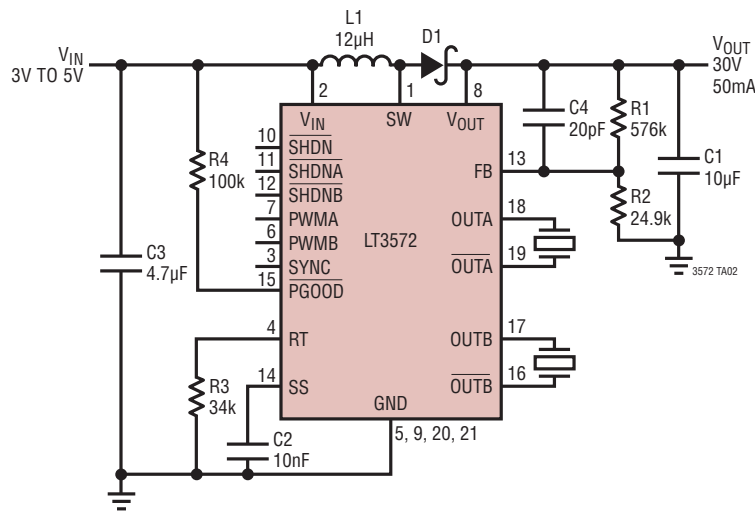 L1
12µH
D1
VIN
3V TO 5V
VOUT
30V
50mA
2
1
8
VIN
SW
VOUT
C4
20pF
R1
576k
C1
10µF
R2
24.9k
3572 TA02
R4
100k
C3
4.7µF
10
SHDN
11
SHDNA
12
SHDNB
7
PWMA
6
PWMB
3
SYNC
15
PGOOD
4
RT
14
SS
LT3572
GND
FB
13
OUTA
18
OUTA
19
OUTB
17
OUTB
16
5, 9, 20, 21
R3
34k
C2
10nF